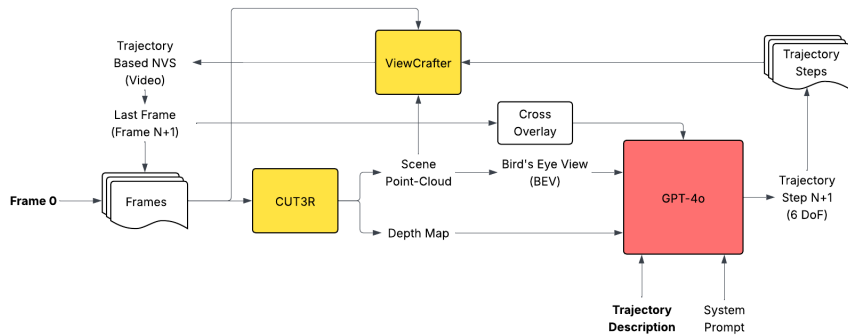 Trajectory
Based NVS
(Video)
ViewCrafter
Trajectory
Steps
Last Frame
(Frame N+1)
Cross
Overlay
Scene
Point-Cloud
Bird's Eye View
(BEV)
Frame 0
Frames
CUT3R
GPT-4o
Trajectory
Step N+1
(6 DoF)
Depth Map
Trajectory
Description
System
Prompt